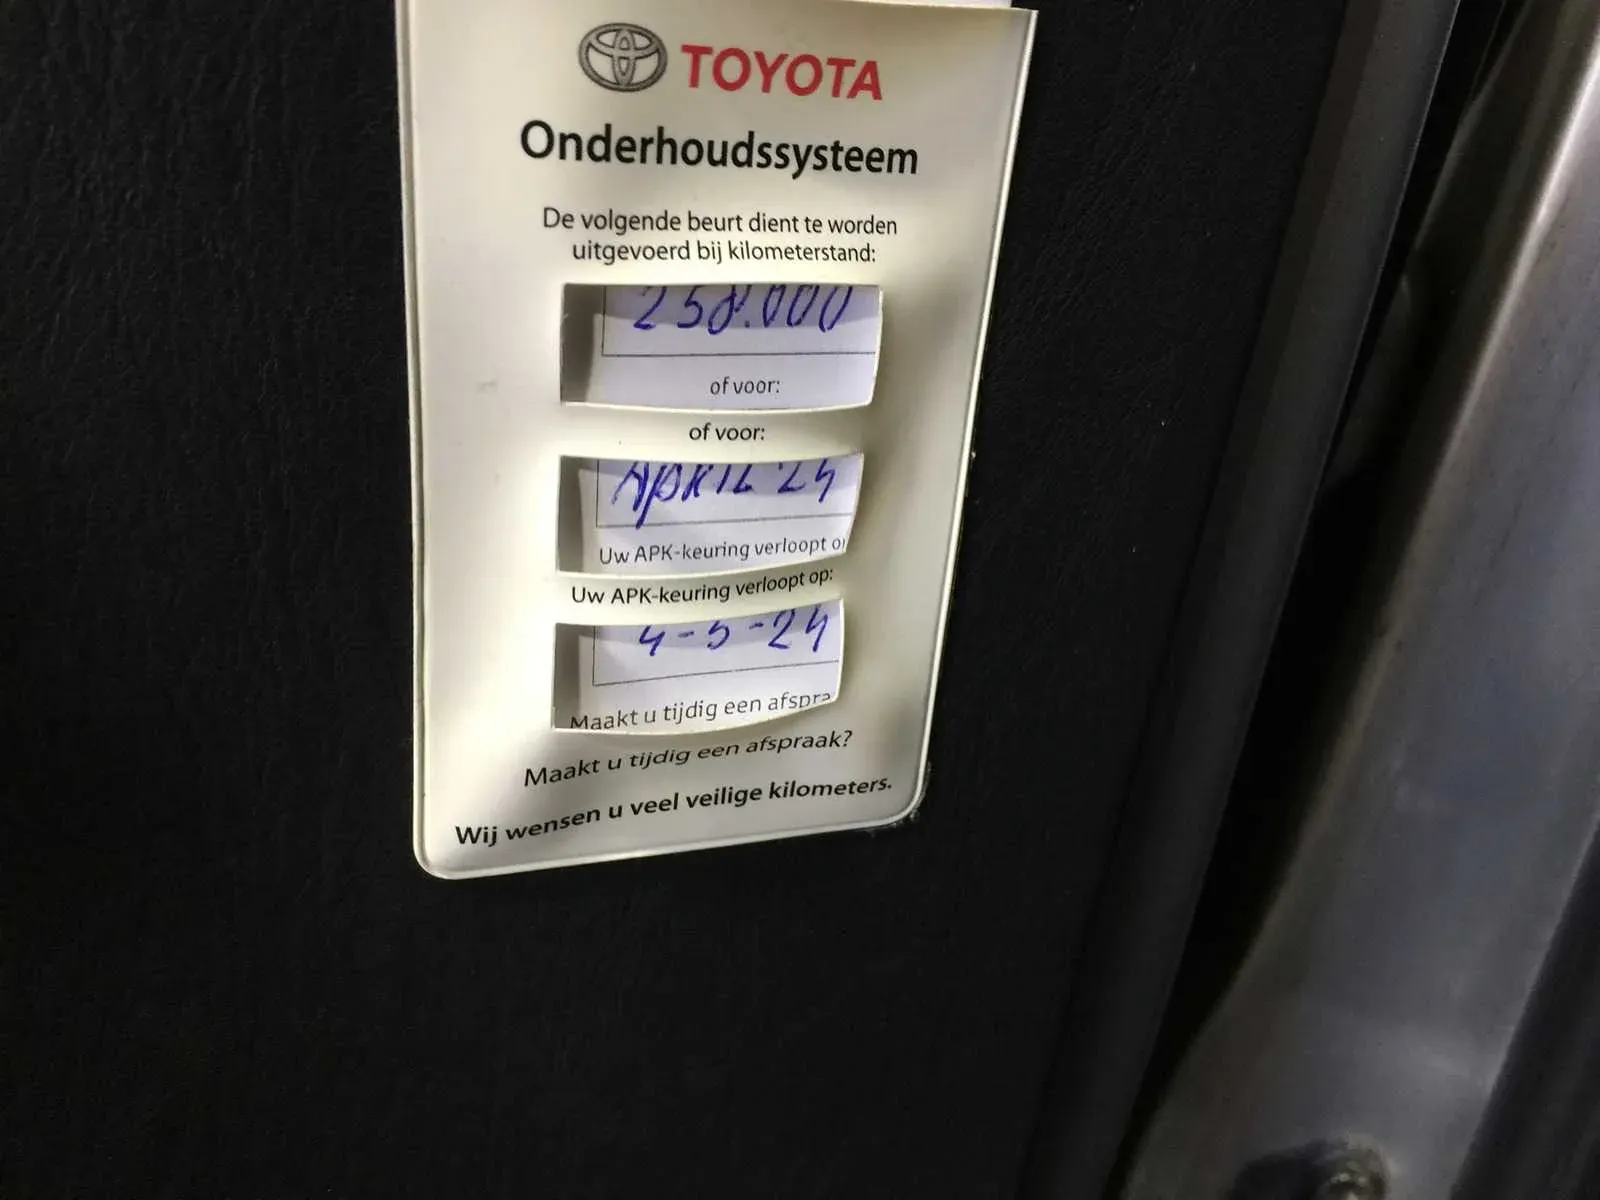 TOYOTA
Onderhoudssysteem
De volgende beurt dient te worden
uitgevoerd bij kilometerstand:
258.000
of voor:
of voor:
APRIL '24
Uw APK-keuring verloopt op
Uw APK-keuring verloopt op:
4-5-24
Maakt u tijdig een afspra
Maakt u tijdig een afspraak?
Wij wensen u veel veilige kilometers.